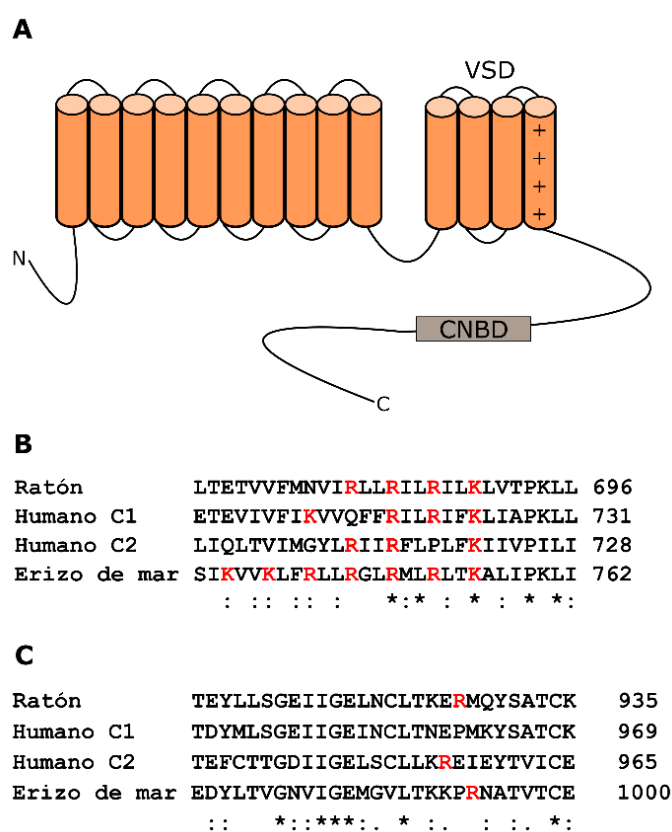 A
VSD
+
+
+
+
N
CNBD
C
B
Ratón LTETVVFMNVIRLLRILRILKLVTPKLL 696
Humano C1 ETEVIVFIKVVQFFRILRIFKLIAPKLL 731
Humano C2 LIQLTVIMGYLRIIRFLPLFKIIVPILI 728
Erizo de mar SIKVVKLFRLLRGLRMLRLTKALIPKLI 762
: :: :: : *:* : * * *:
C
Ratón TEYLLSGEIIGELNCLTKERMQYSATCK 935
Humano C1 TDYMLSGEIIGEINCLTNEPMKYSATCK 969
Humano C2 TEFCTTGDIIGELSCLLKREIEYTVICE 965
Erizo de mar EDYLTVGNVIGEMGVLTKKPRNATVTCE 1000
:: *::***:. * :. : :. *: